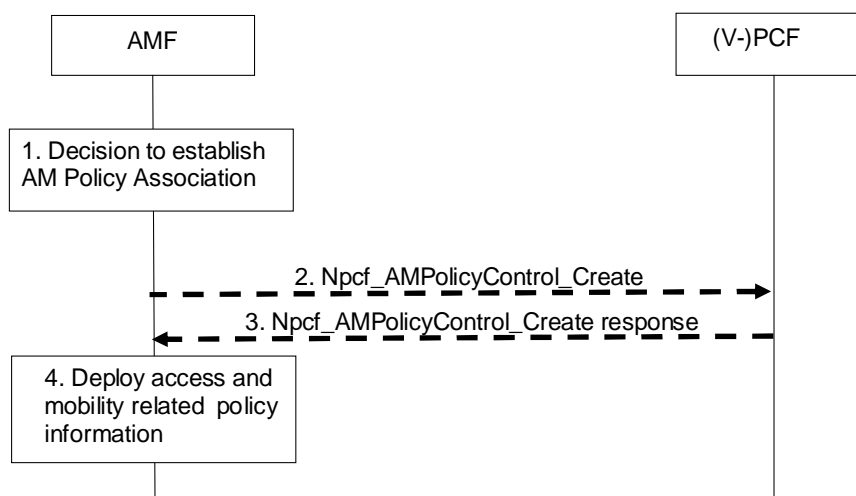 AMF
(V-)PCF
1. Decision to establish
AM Policy Association
2. Npcf_AMPolicyControl_Create
3. Npcf_AMPolicyControl_Create response
4. Deploy access and
mobility related policy
information